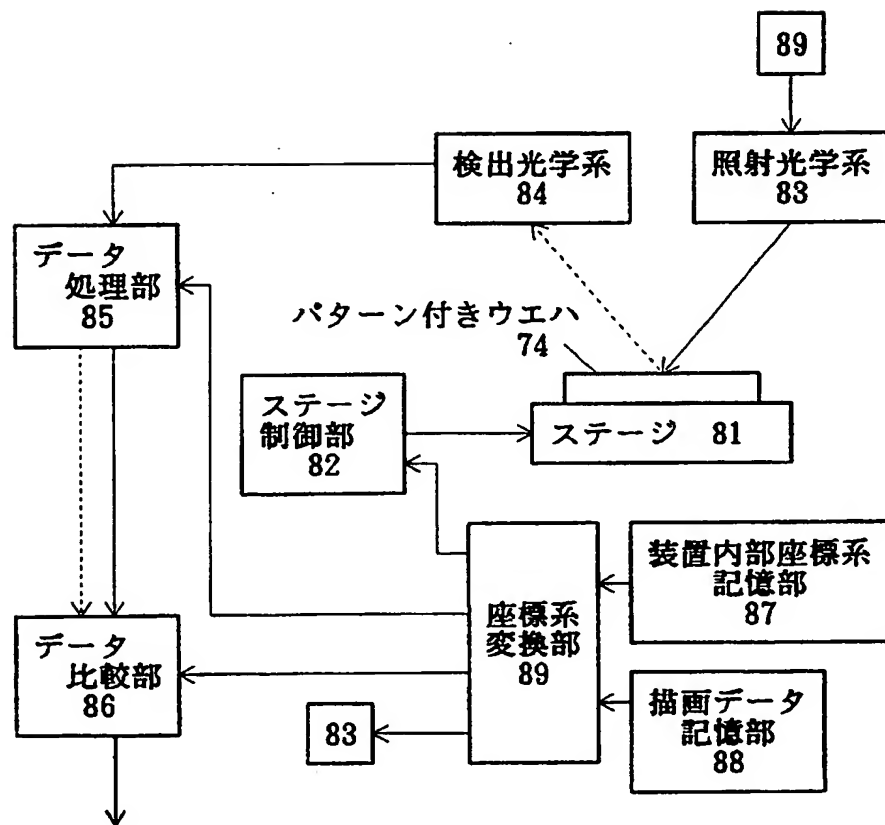 89
検出光学系
84
照射光学系
83
データ
処理部
85
パターン付きウエハ
74
ステージ
制御部
82
ステージ 81
装置内部座標系
記憶部
87
座標系
変換部
89
データ
比較部
86
描画データ
記憶部
88
83